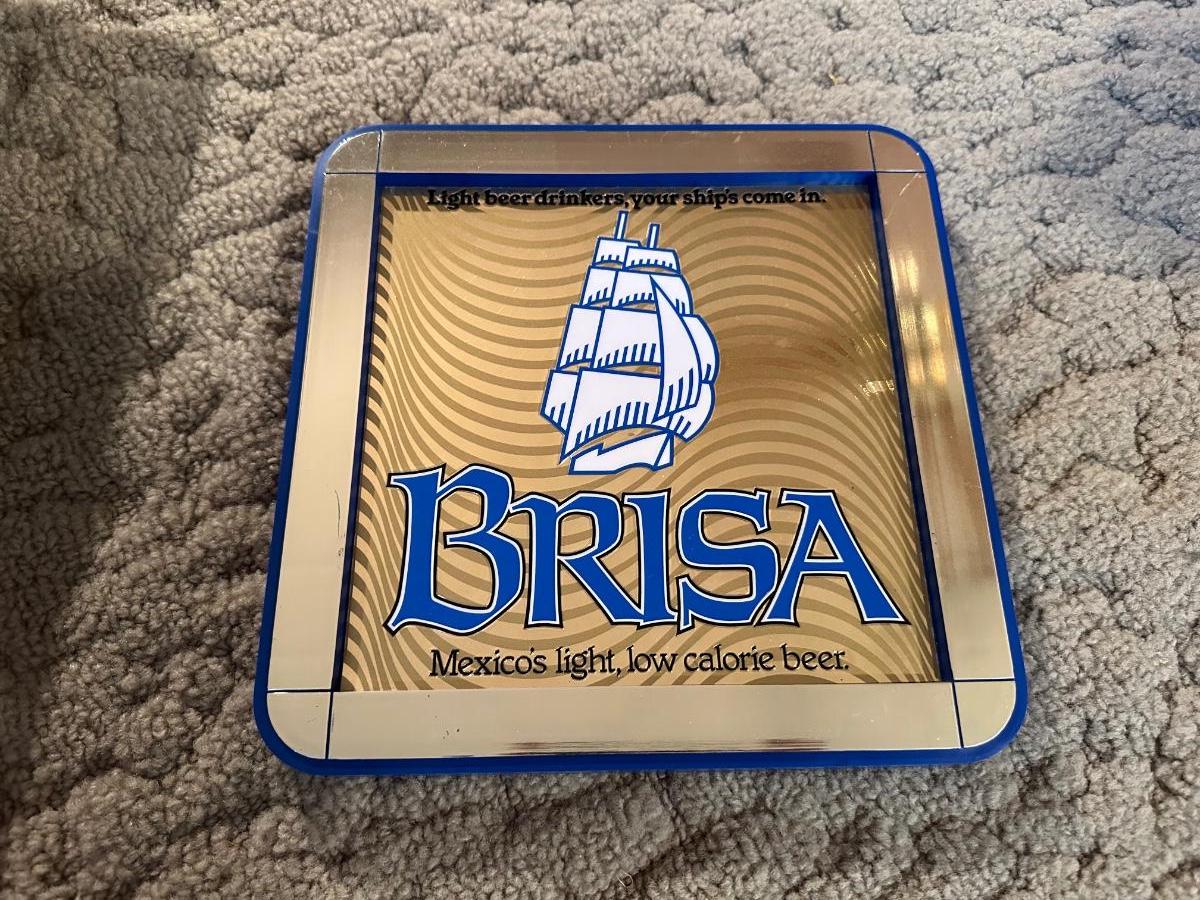 Light beer drinkers, your ship's come in.
BRISA
Mexico's light, low calorie beer.